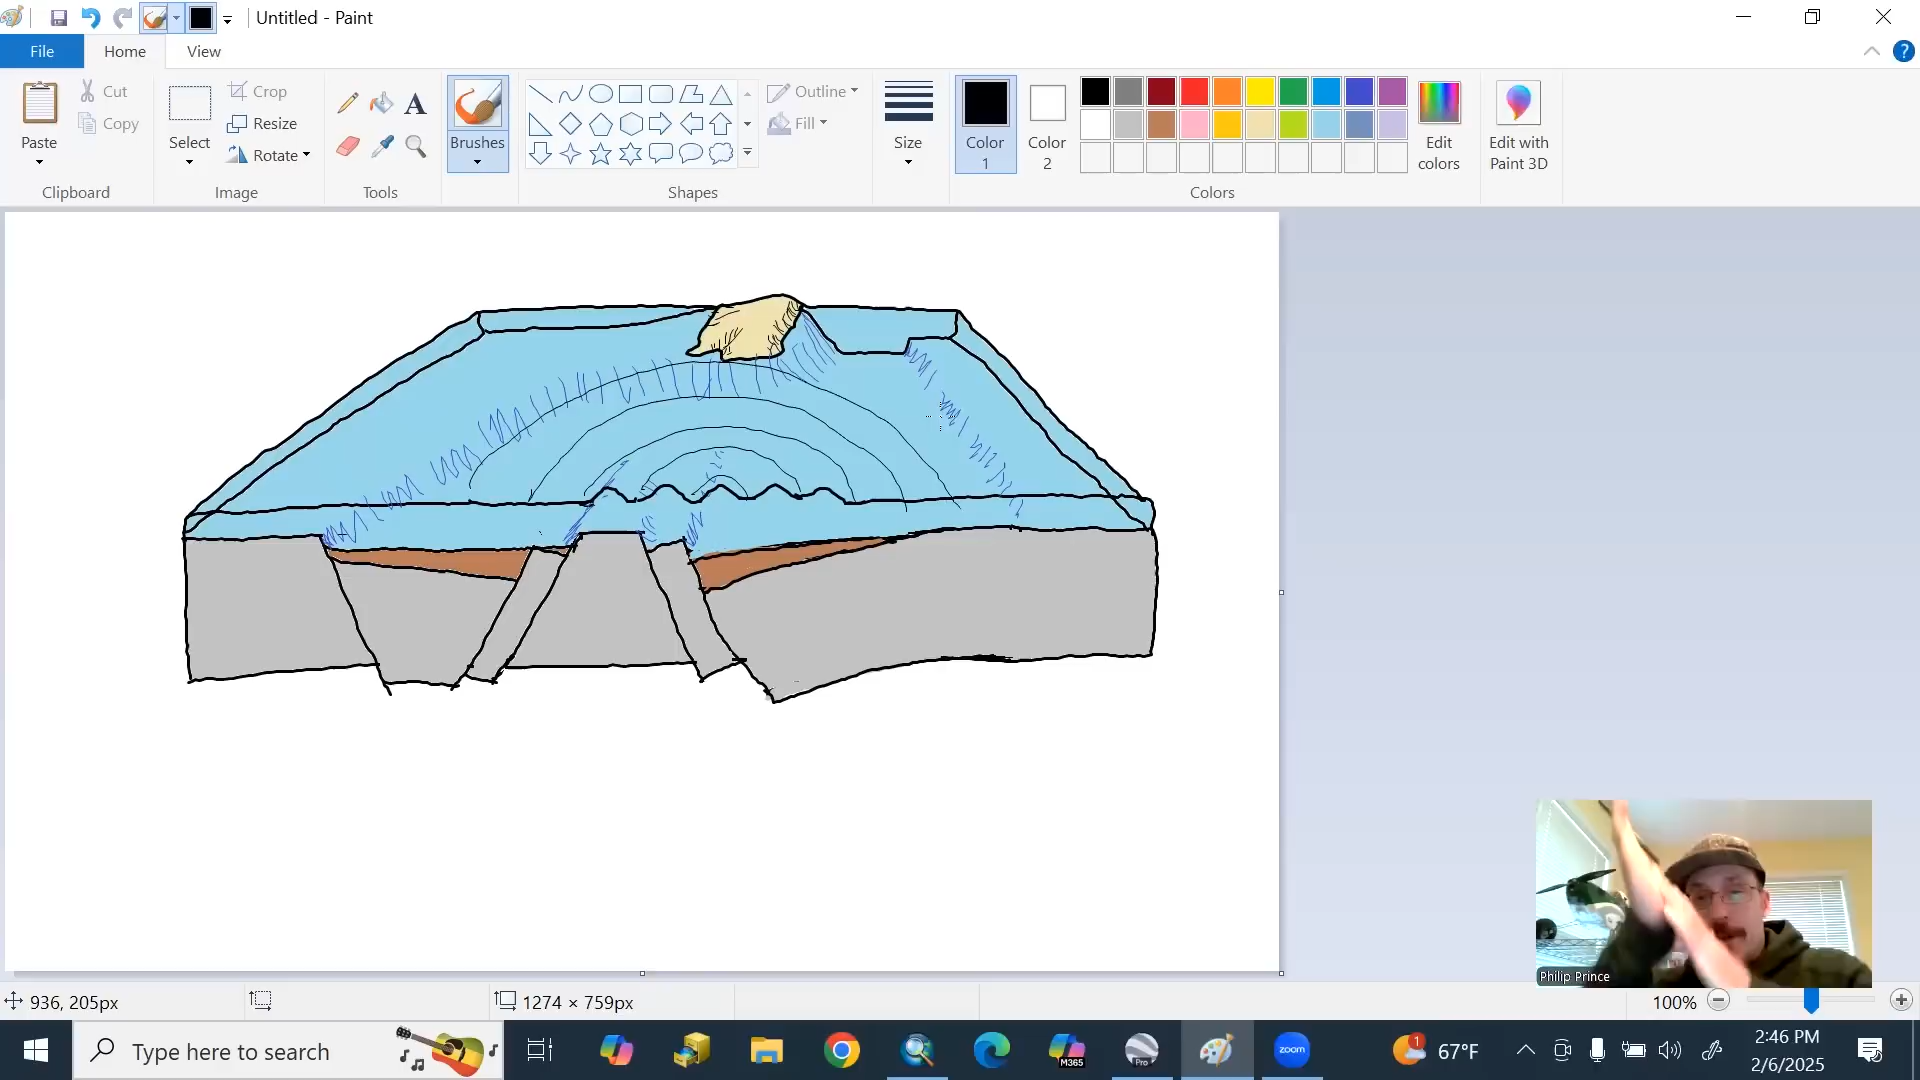 Untitled - Paint
File
Home
View
?
Paste
Cut
Copy
Clipboard
Select
Crop
Resize
Rotate
Image
A
Tools
Brushes
Outline
Fill
Shapes
Size
Color
1
Color
2
Colors
Edit
colors
Edit with
Paint 3D
Philip Prince
936, 205px
1274 × 759px
100%
Type here to search
M365
Pro
zoom
1
67°F
2:46 PM
2/6/2025